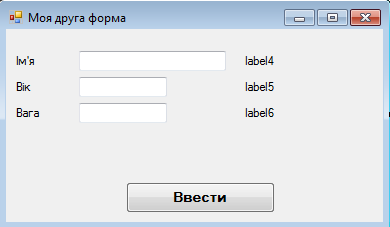 Моя друга форма
Ім'я label4
Вік label5
Вага label6
Ввести